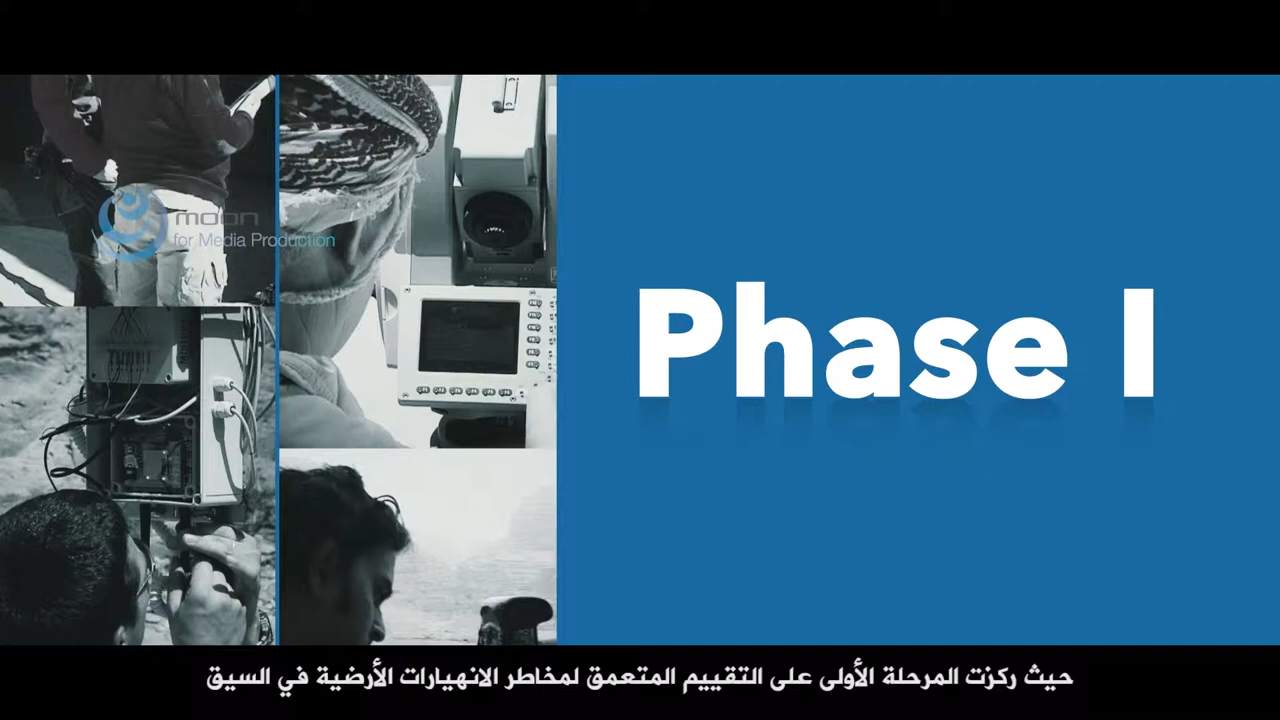 moon
for Media Production
Phase I
حيث ركزت المرحلة الأولى على التقييم المتعمق لمخاطر الانهيارات الأرضية في السيق